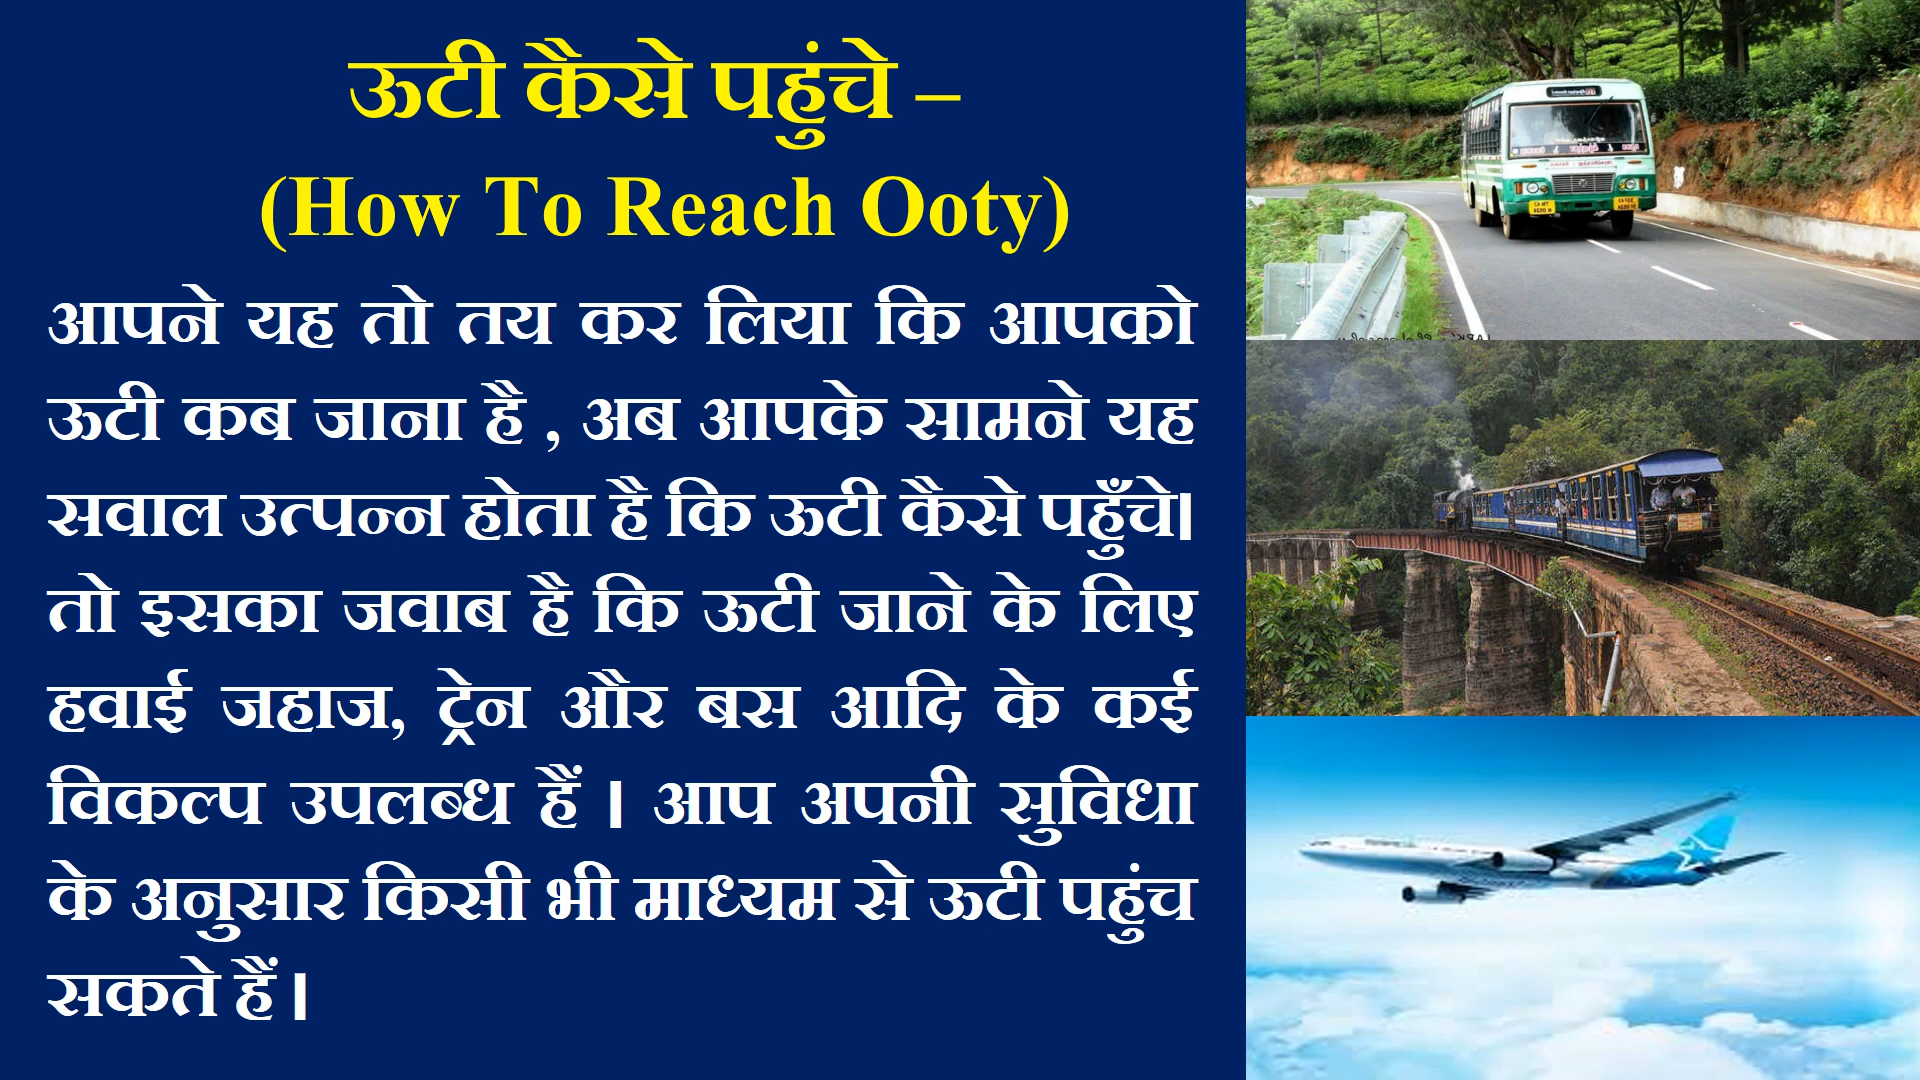 ऊटी कैसे पहुंचे –
(How To Reach Ooty)
आपने यह तो तय कर लिया कि आपको
ऊटी कब जाना है , अब आपके सामने यह
सवाल उत्पन्न होता है कि ऊटी कैसे पहुँचे।
तो इसका जवाब है कि ऊटी जाने के लिए
हवाई जहाज, ट्रेन और बस आदि के कई
विकल्प उपलब्ध हैं । आप अपनी सुविधा
के अनुसार किसी भी माध्यम से ऊटी पहुंच
सकते हैं ।